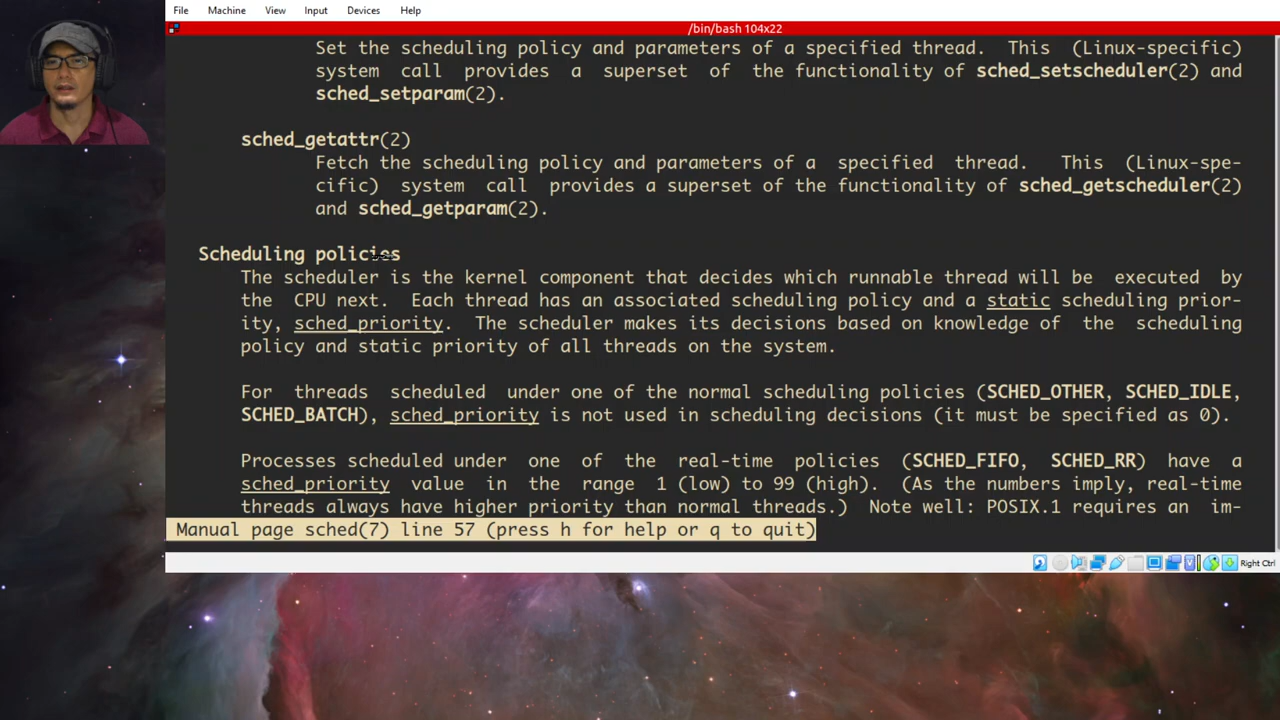 File Machine View Input Devices Help
/bin/bash 104x22
Set the scheduling policy and parameters of a specified thread. This (Linux-specific)
system call provides a superset of the functionality of sched_setscheduler(2) and
sched_setparam(2).
sched_getattr(2)
Fetch the scheduling policy and parameters of a specified thread. This (Linux-spe-
cific) system call provides a superset of the functionality of sched_getscheduler(2)
and sched_getparam(2).
Scheduling policies
The scheduler is the kernel component that decides which runnable thread will be executed by
the CPU next. Each thread has an associated scheduling policy and a static scheduling prior-
ity, sched_priority. The scheduler makes its decisions based on knowledge of the scheduling
policy and static priority of all threads on the system.
For threads scheduled under one of the normal scheduling policies (SCHED_OTHER, SCHED_IDLE,
SCHED_BATCH), sched_priority is not used in scheduling decisions (it must be specified as 0).
Processes scheduled under one of the real-time policies (SCHED_FIFO, SCHED_RR) have a
sched_priority value in the range 1 (low) to 99 (high). (As the numbers imply, real-time
threads always have higher priority than normal threads.) Note well: POSIX.1 requires an im-
Manual page sched(7) line 57 (press h for help or q to quit)
Right Ctrl